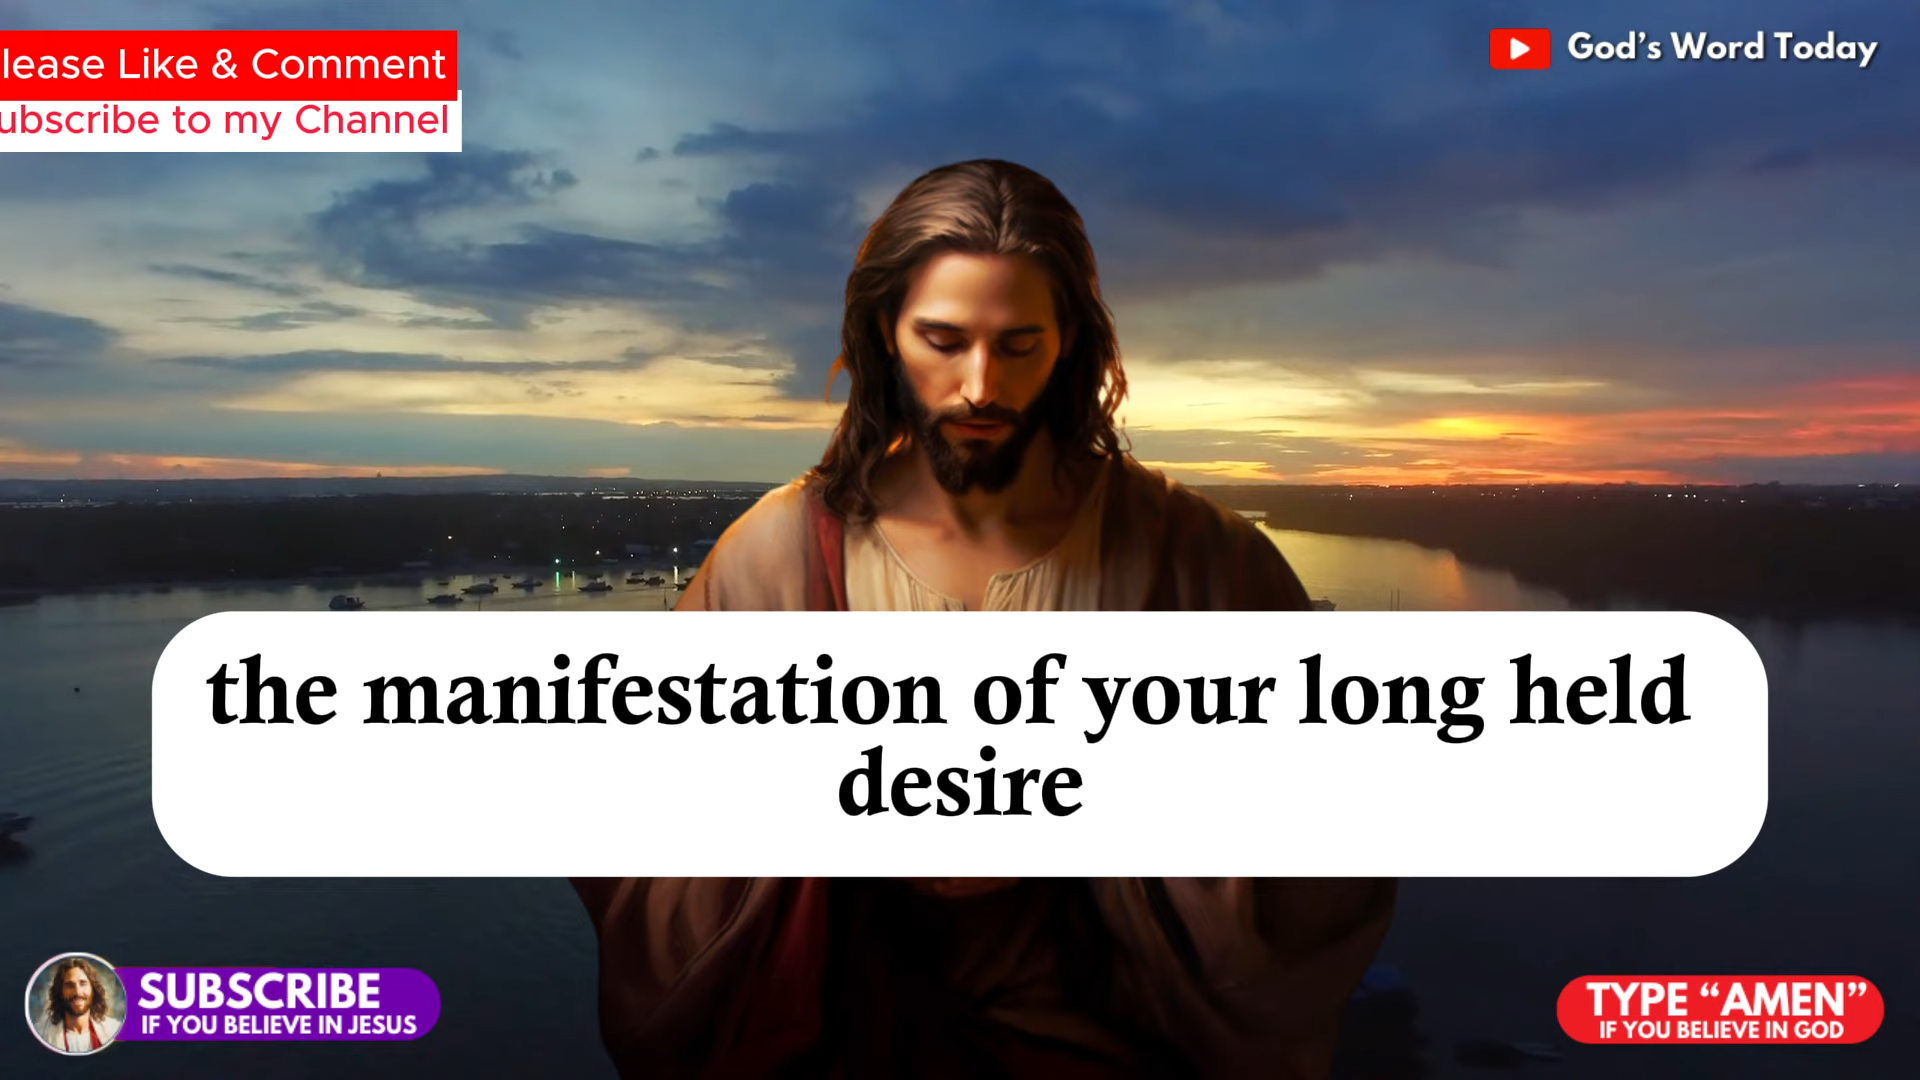 lease Like & Comment
ubscribe to my Channel
God's Word Today
the manifestation of your long held
desire
SUBSCRIBE
IF YOU BELIEVE IN JESUS
TYPE “AMEN”
IF YOU BELIEVE IN GOD